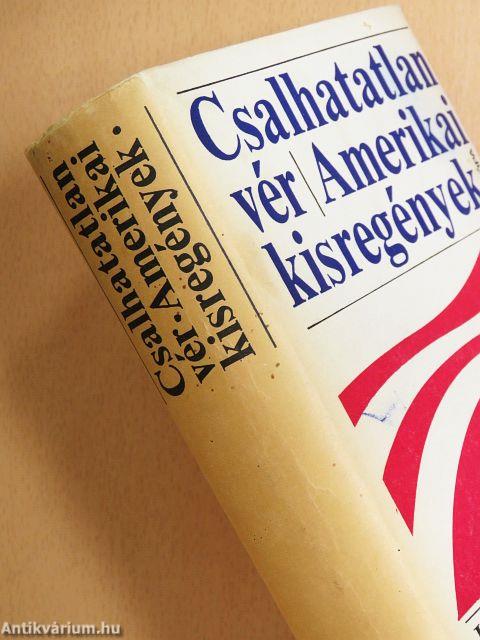 Csalhatatlan
vér Amerikai
kisregények
Csalhatatlan
vér · Amerikai
kisregények ·
Antikvárium.hu